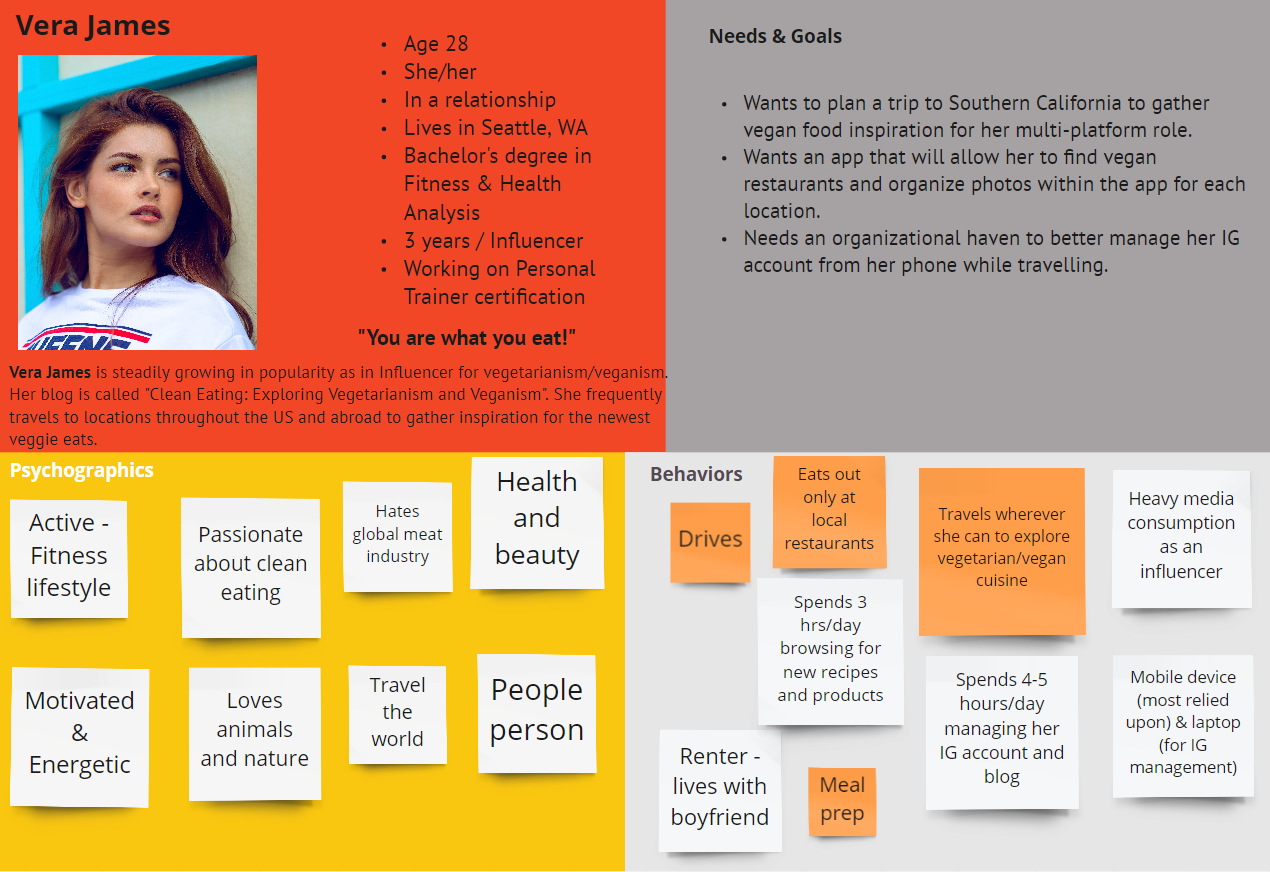 Vera James
• Age 28
• She/her
• In a relationship
• Lives in Seattle, WA
• Bachelor's degree in
Fitness & Health
Analysis
• 3 years / Influencer
• Working on Personal
Trainer certification
"You are what you eat!"
Vera James is steadily growing in popularity as in Influencer for vegetarianism/veganism.
Her blog is called "Clean Eating: Exploring Vegetarianism and Veganism". She frequently
travels to locations throughout the US and abroad to gather inspiration for the newest
veggie eats.
Needs & Goals
• Wants to plan a trip to Southern California to gather
vegan food inspiration for her multi-platform role.
• Wants an app that will allow her to find vegan
restaurants and organize photos within the app for each
location.
• Needs an organizational haven to better manage her IG
account from her phone while travelling.
Psychographics
Active -
Fitness
lifestyle
Passionate
about clean
eating
Hates
global meat
industry
Health
and
beauty
Motivated
&
Energetic
Loves
animals
and nature
Travel
the
world
People
person
Behaviors
Drives
Eats out
only at
local
restaurants
Travels wherever
she can to explore
vegetarian/vegan
cuisine
Heavy media
consumption
as an
influencer
Spends 3
hrs/day
browsing for
new recipes
and products
Spends 4-5
hours/day
managing her
IG account and
blog
Mobile device
(most relied
upon) & laptop
(for IG
management)
Renter -
lives with
boyfriend
Meal
prep